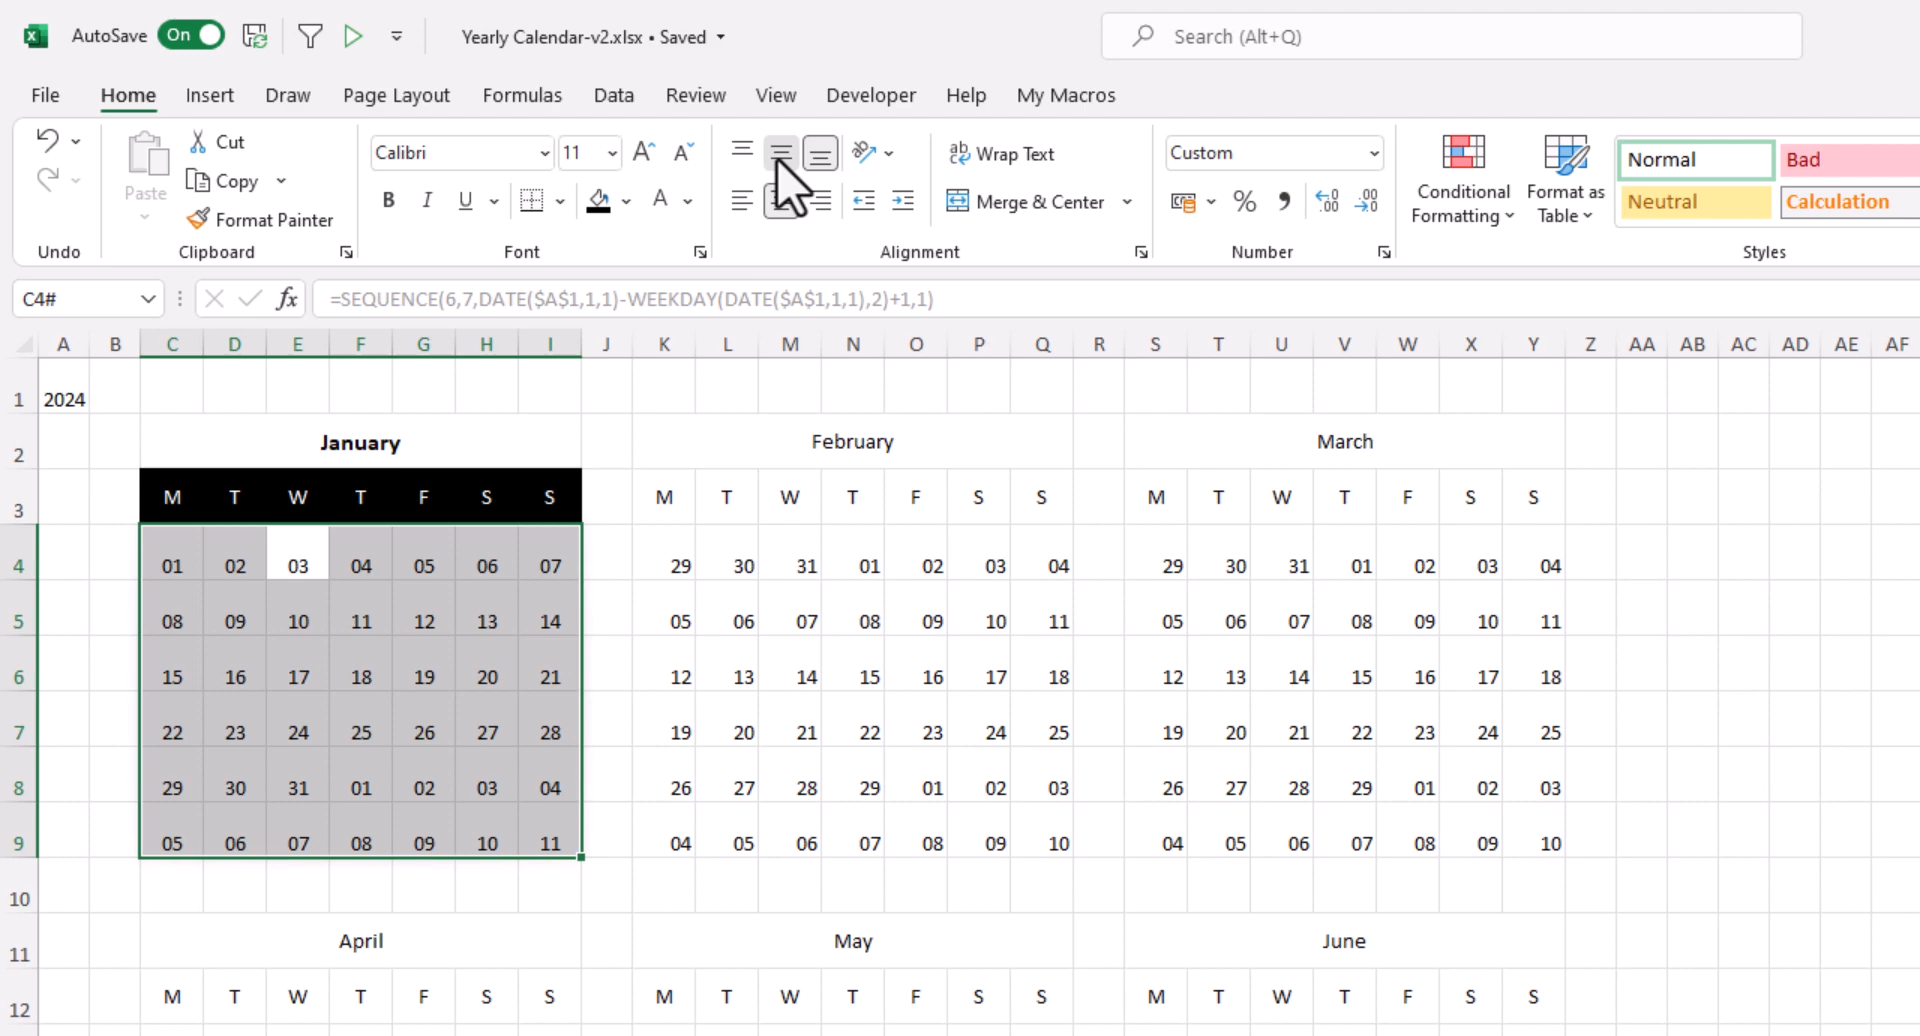 AutoSave On Yearly Calendar-v2.xlsx • Saved Search (Alt+Q)
File Home Insert Draw Page Layout Formulas Data Review View Developer Help My Macros
Paste
Cut
Copy
Format Painter
Calibri 11
B I U A
Wrap Text
Merge & Center
Custom
Conditional Formatting
Format as Table
Normal Bad
Neutral Calculation
Undo Clipboard Font Alignment Number Styles
C4# fx =SEQUENCE(6,7,DATE($A$1,1,1)-WEEKDAY(DATE($A$1,1,1),2)+1,1)
A B C D E F G H I J K L M N O P Q R S T U V W X Y Z AA AB AC AD AE AF
1 2024
2 January February March
3 M T W T F S S M T W T F S S M T W T F S S
4 01 02 03 04 05 06 07 29 30 31 01 02 03 04 29 30 31 01 02 03 04
5 08 09 10 11 12 13 14 05 06 07 08 09 10 11 05 06 07 08 09 10 11
6 15 16 17 18 19 20 21 12 13 14 15 16 17 18 12 13 14 15 16 17 18
7 22 23 24 25 26 27 28 19 20 21 22 23 24 25 19 20 21 22 23 24 25
8 29 30 31 01 02 03 04 26 27 28 29 01 02 03 26 27 28 29 01 02 03
9 05 06 07 08 09 10 11 04 05 06 07 08 09 10 04 05 06 07 08 09 10
10
11 April May June
12 M T W T F S S M T W T F S S M T W T F S S